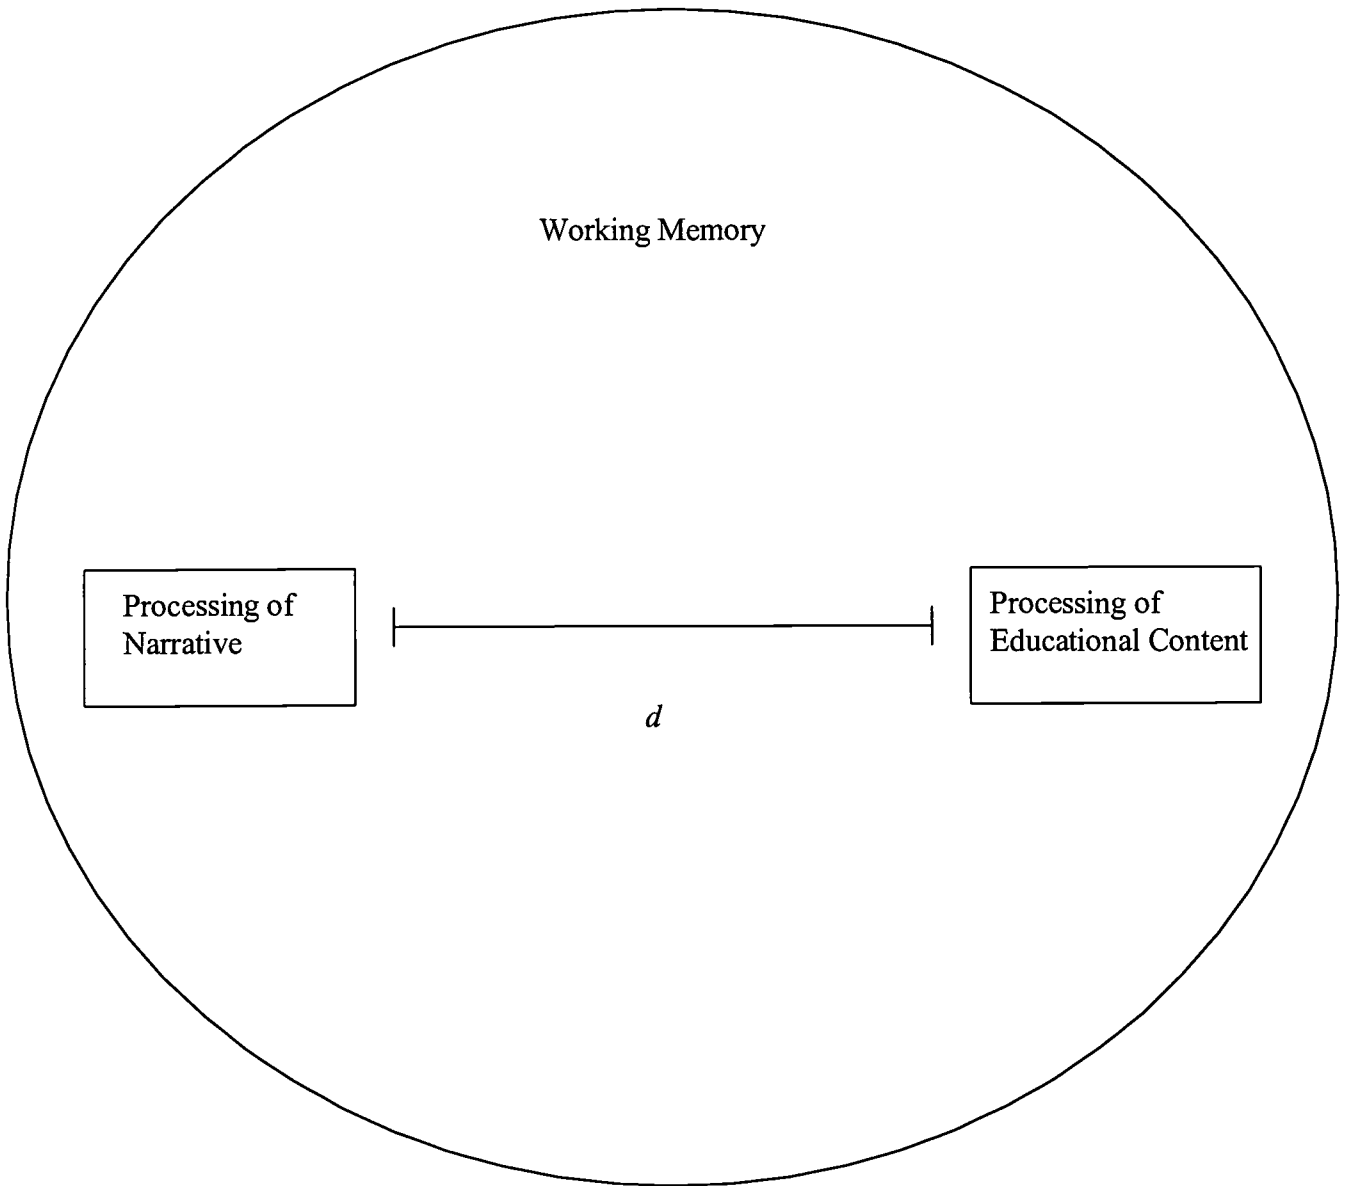 Working Memory
Processing of
Narrative
Processing of
Educational Content
d